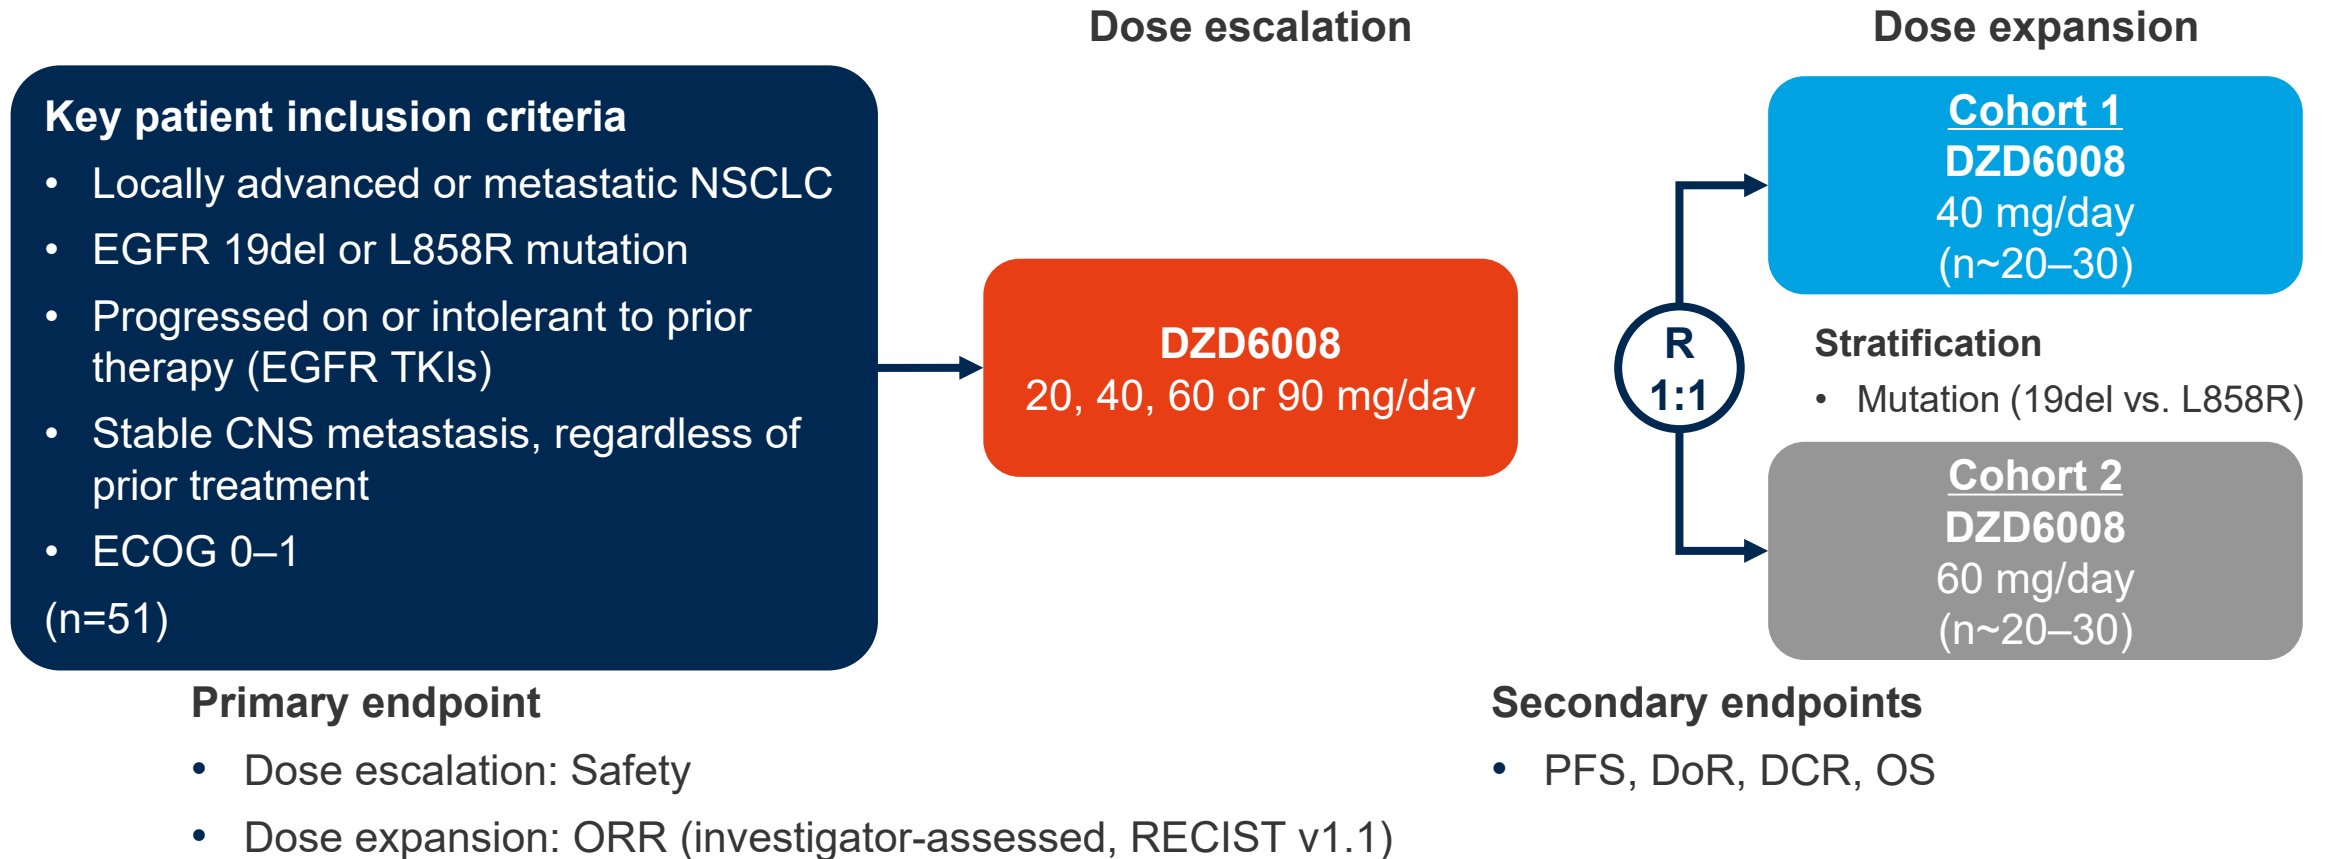 Dose escalation
Dose expansion
Key patient inclusion criteria
• Locally advanced or metastatic NSCLC
• EGFR 19del or L858R mutation
• Progressed on or intolerant to prior
therapy (EGFR TKIs)
• Stable CNS metastasis, regardless of
prior treatment
• ECOG 0–1
(n=51)
DZD6008
20, 40, 60 or 90 mg/day
R
1:1
Cohort 1
DZD6008
40 mg/day
(n~20–30)
Stratification
• Mutation (19del vs. L858R)
Cohort 2
DZD6008
60 mg/day
(n~20–30)
Primary endpoint
• Dose escalation: Safety
• Dose expansion: ORR (investigator-assessed, RECIST v1.1)
Secondary endpoints
• PFS, DoR, DCR, OS